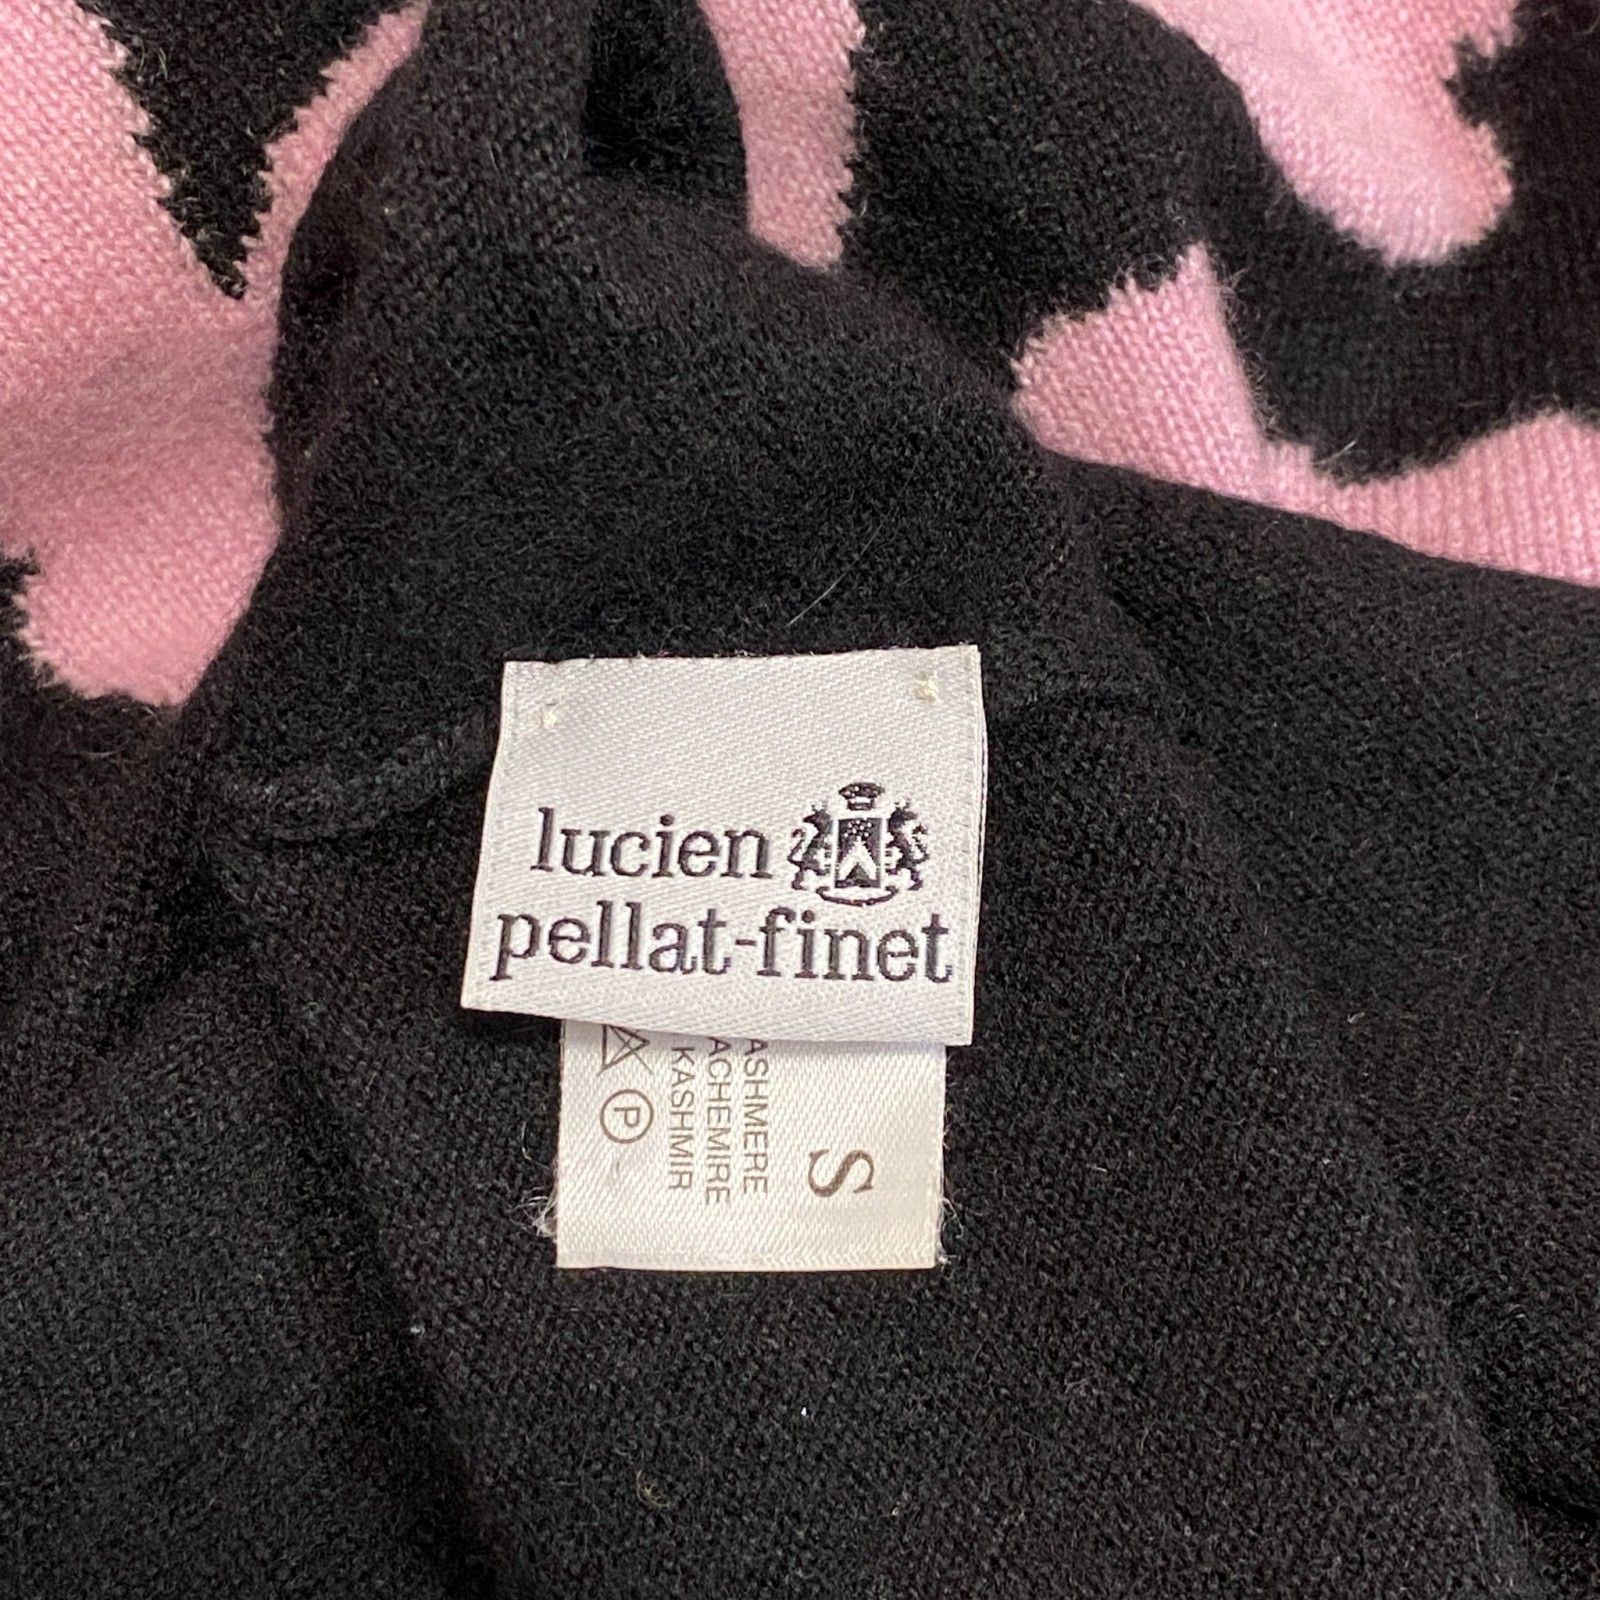 lucien
pellat-finet
S
ASHMERE
ACHEMIRE
KASHMIR
P